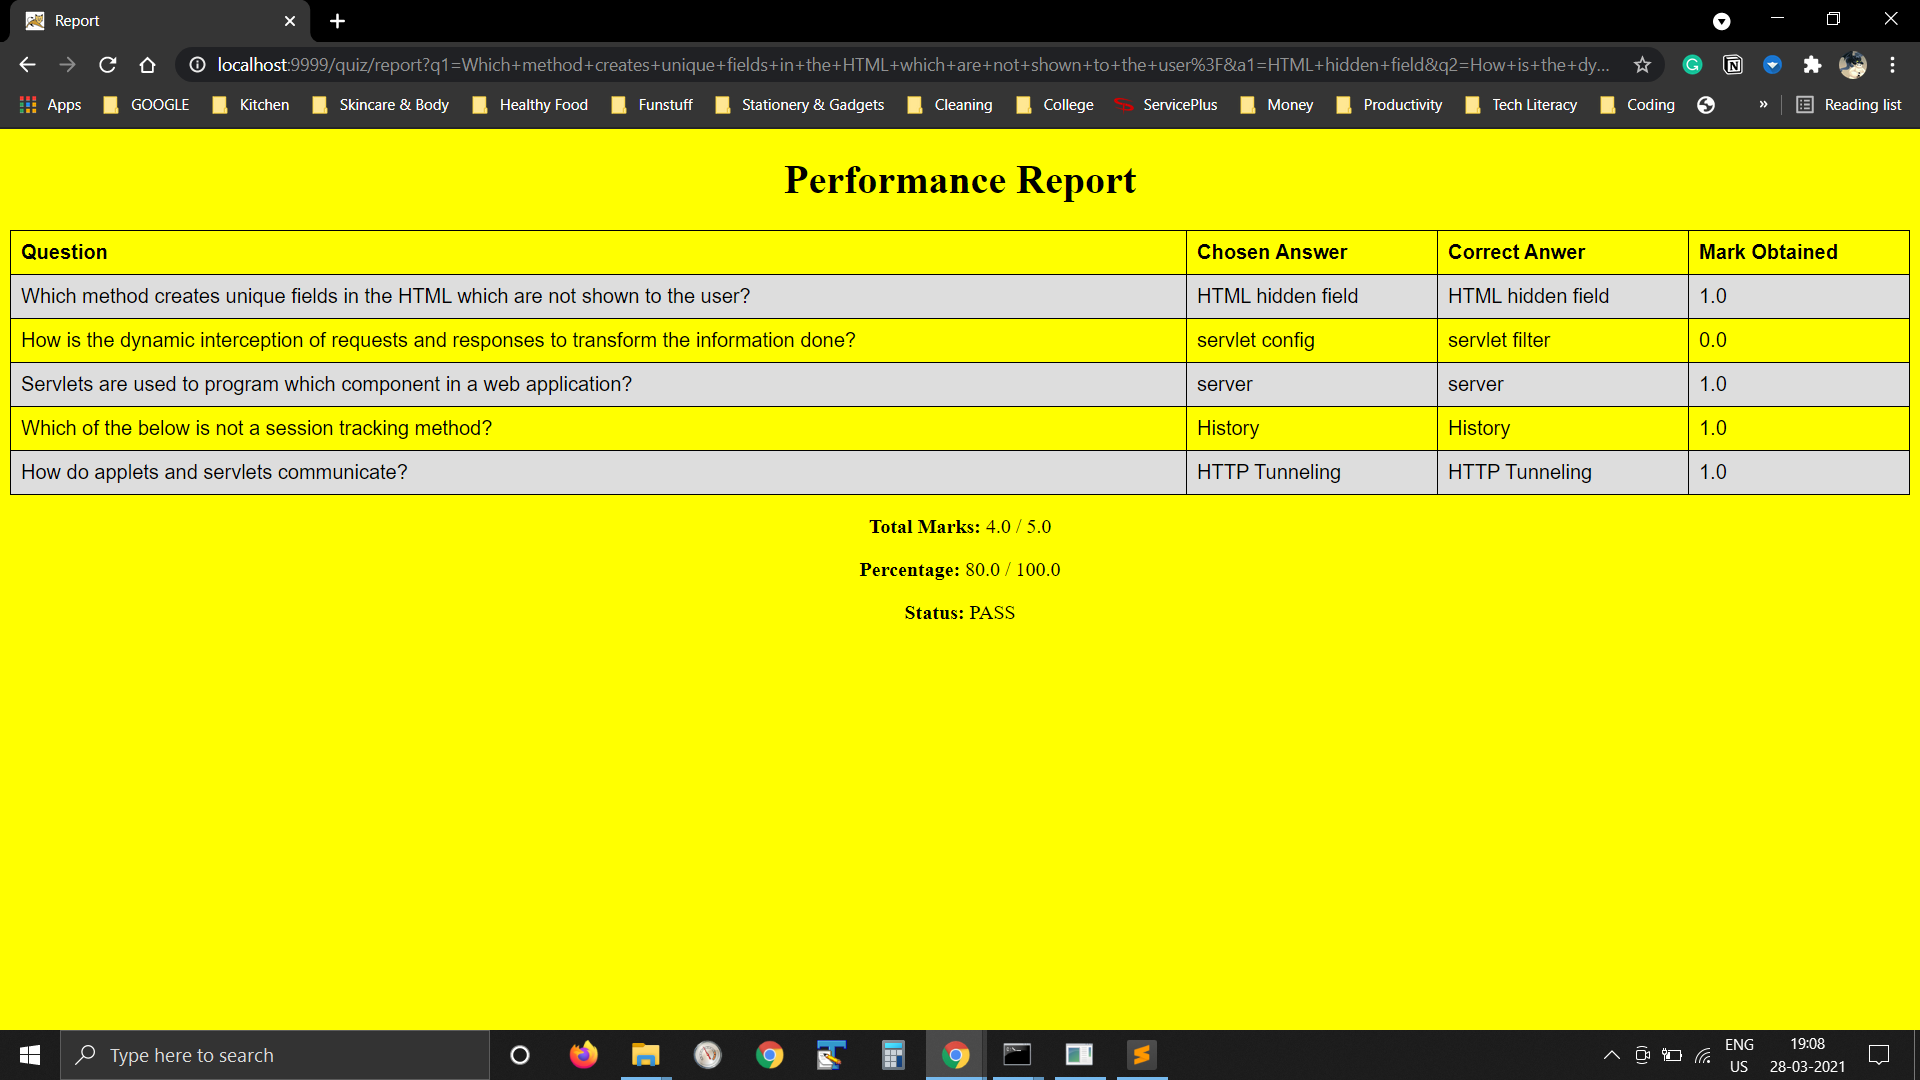 Report
localhost:9999/quiz/report?q1=Which+method+creates+unique+fields+in+the+HTML+which+are+not+shown+to+the+user%3F&a1=HTML+hidden+field&q2=How+is+the+dy...
Apps GOOGLE Kitchen Skincare & Body Healthy Food Funstuff Stationery & Gadgets Cleaning College ServicePlus Money Productivity Tech Literacy Coding » Reading list
Performance Report
Question Chosen Answer Correct Anwer Mark Obtained
Which method creates unique fields in the HTML which are not shown to the user? HTML hidden field HTML hidden field 1.0
How is the dynamic interception of requests and responses to transform the information done? servlet config servlet filter 0.0
Servlets are used to program which component in a web application? server server 1.0
Which of the below is not a session tracking method? History History 1.0
How do applets and servlets communicate? HTTP Tunneling HTTP Tunneling 1.0
Total Marks: 4.0 / 5.0
Percentage: 80.0 / 100.0
Status: PASS
Type here to search
ENG
US
19:08
28-03-2021